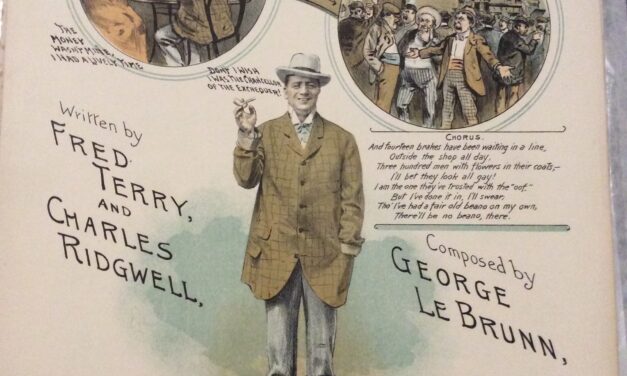 THE
MONEY
WASN'T MINE,
I HAD A LIVELY TIME
DON'T I WISH
I WAS THE CHANCELLOR
OF THE EXCHEQUER!
CHORUS.
And fourteen brakes have been waiting in a line,
Outside the shop all day.
Three hundred men with flowers in their coats,—
I'll bet they look all gay!
I am the one they've trusted with the "oof,"
But I've done it in, I'll swear,
Tho' I've had a fair old beano on my own,
There'll be no beano, there.
Written by
FRED
TERRY,
AND
CHARLES
RIDGWELL,
Composed by
GEORGE
LE BRUNN,